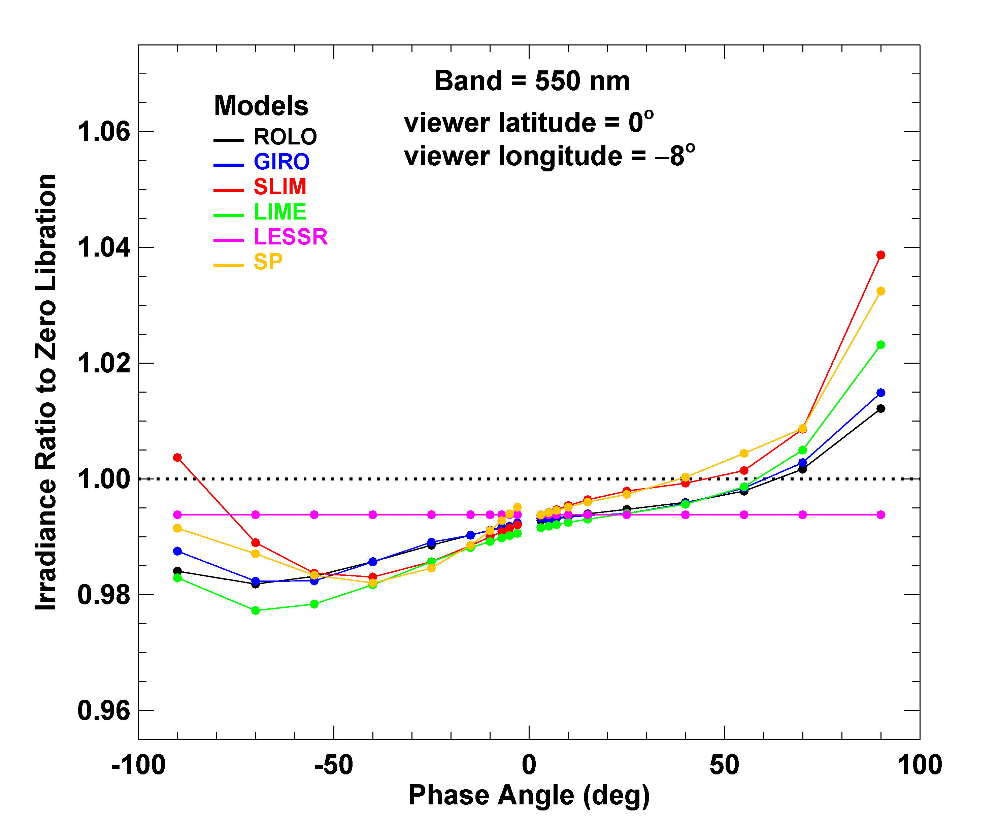 Band = 550 nm
viewer latitude = 0°
viewer longitude = –8°
Models
ROLO
GIRO
SLIM
LIME
LESSR
SP
Irradiance Ratio to Zero Libration
1.06
1.04
1.02
1.00
0.98
0.96
-100 -50 0 50 100
Phase Angle (deg)